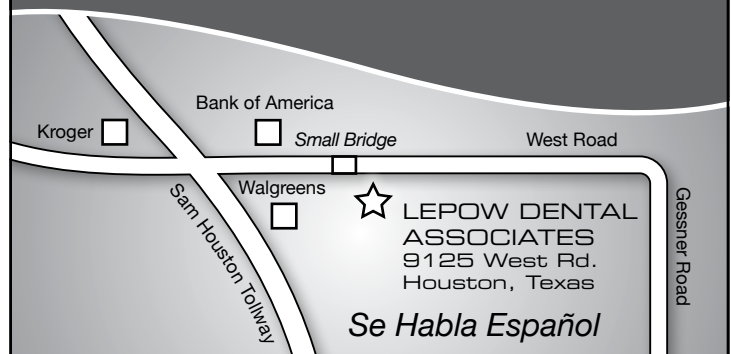 Bank of America
Kroger
Small Bridge
West Road
Walgreens
Sam Houston Tollway
LEPOW DENTAL
ASSOCIATES
9125 West Rd.
Houston, Texas
Gessner Road
Se Habla Español